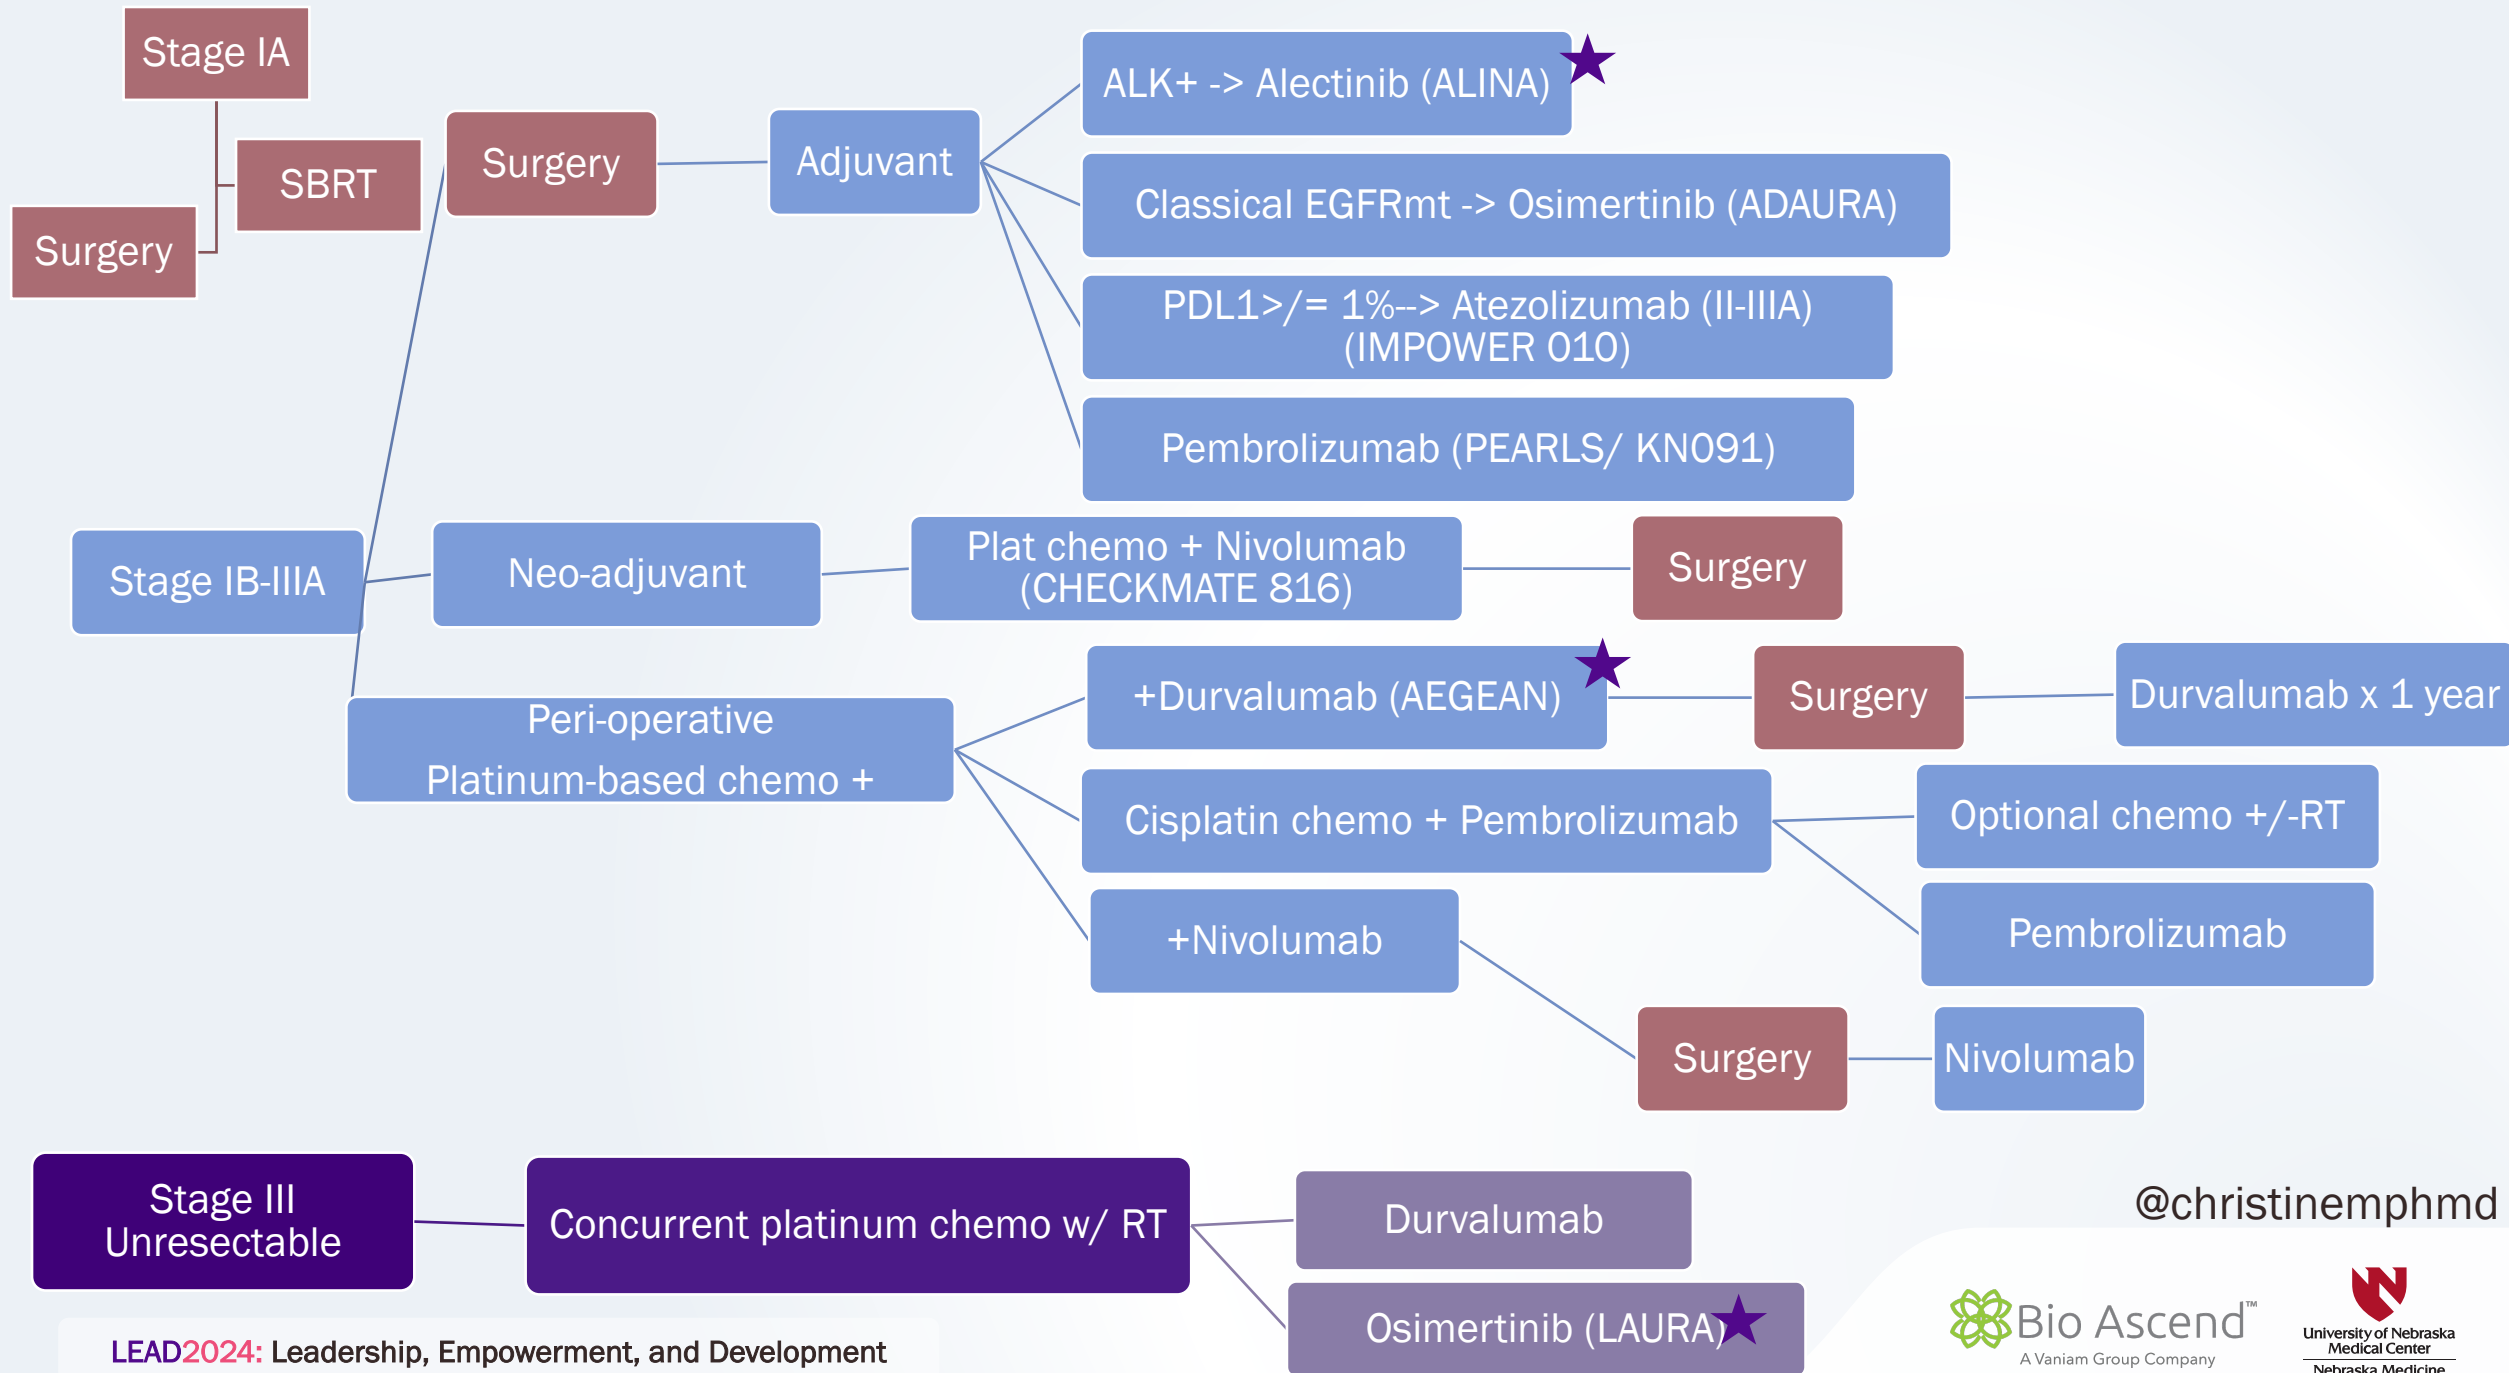 Stage IA
SBRT
Surgery
Surgery
Adjuvant
ALK+ -> Alectinib (ALINA)
Classical EGFRmt -> Osimertinib (ADAURA)
PDL1>/= 1%--> Atezolizumab (II-IIIA)
(IMPOWER 010)
Pembrolizumab (PEARLS/ KN091)
Stage IB-IIIA
Neo-adjuvant
Plat chemo + Nivolumab
(CHECKMATE 816)
Surgery
Peri-operative
Platinum-based chemo +
+Durvalumab (AEGEAN)
Surgery
Durvalumab x 1 year
Cisplatin chemo + Pembrolizumab
Optional chemo +/-RT
Pembrolizumab
+Nivolumab
Surgery
Nivolumab
Stage III
Unresectable
Concurrent platinum chemo w/ RT
Durvalumab
Osimertinib (LAURA)
@christinemphmd
LEAD2024: Leadership, Empowerment, and Development
Bio Ascend™
A Vaniam Group Company
University of Nebraska
Medical Center
Nebraska Medicine